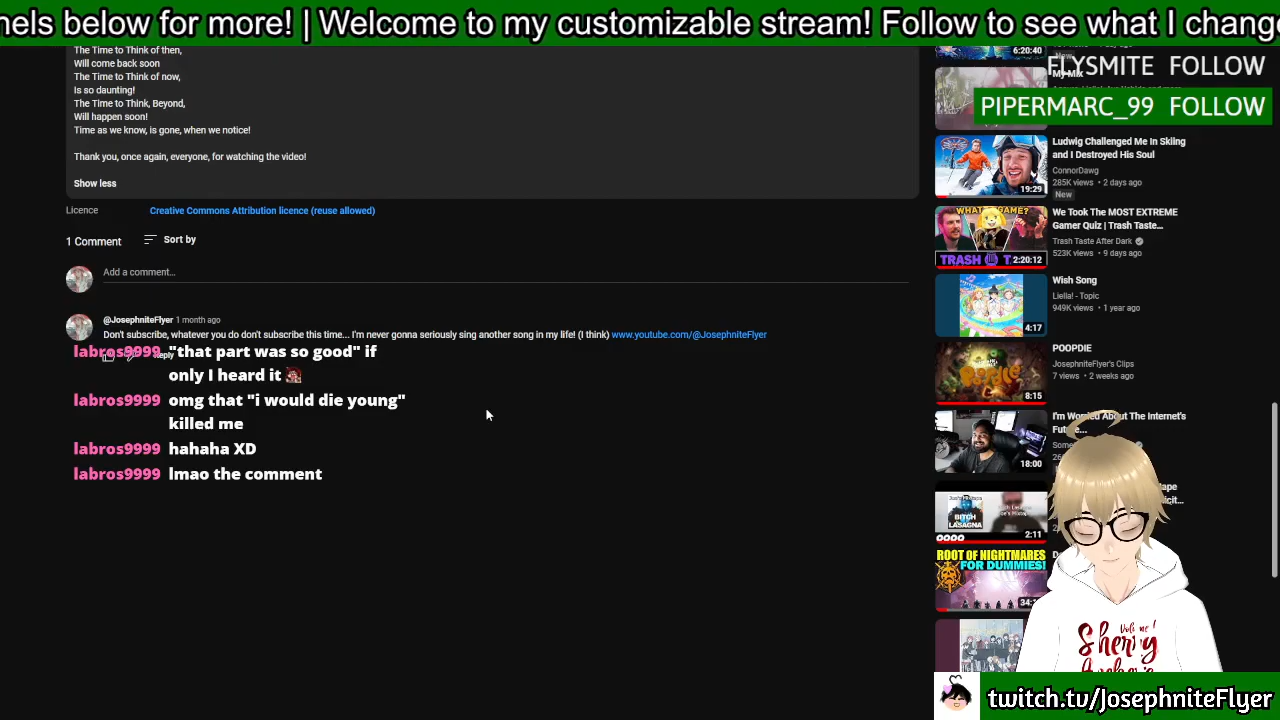 nels below for more! | Welcome to my customizable stream! Follow to see what I change
The Time to Think of then,
Will come back soon
The Time to Think of now,
Is so daunting!
The Time to Think, Beyond,
Will happen soon!
Time as we know, is gone, when we notice!
Thank you, once again, everyone, for watching the video!
Show less
Licence
Creative Commons Attribution licence (reuse allowed)
1 Comment
Sort by
Add a comment...
@JosephniteFlyer 1 month ago
Don't subscribe, whatever you do don't subscribe this time... I'm never gonna seriously sing another song in my life! (I think) www.youtube.com/@JosephniteFlyer
Reply
labros9999 "that part was so good" if
only I heard it
labros9999 omg that "i would die young"
killed me
labros9999 hahaha XD
labros9999 lmao the comment
6:20:40
New
FLYSMITE FOLLOW
My Mix
PIPERMARC_99 FOLLOW
Ludwig Challenged Me In Skiing
and I Destroyed His Soul
ConnorDawg
285K views • 2 days ago
New
19:29
We Took The MOST EXTREME
Gamer Quiz | Trash Taste...
Trash Taste After Dark
523K views • 9 days ago
TRASH
2:20:12
Wish Song
Liella! - Topic
949K views • 1 year ago
4:17
POOPDIE
JosephniteFlyer's Clips
7 views • 2 weeks ago
8:15
I'm Worried About The Internet's
Future...
18:00
BITCH
LASAGNA
2:11
ROOT OF NIGHTMARES
FOR DUMMIES!
Volume 1
Sherry
twitch.tv/JosephniteFlyer